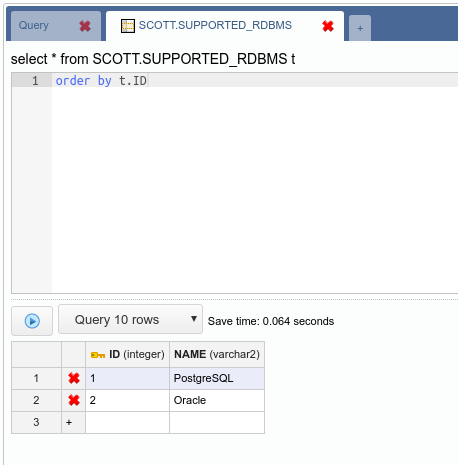 Query SCOTT.SUPPORTED_RDBMS +
select * from SCOTT.SUPPORTED_RDBMS t
1 order by t.ID
Query 10 rows Save time: 0.064 seconds
ID (integer) NAME (varchar2)
1 1 PostgreSQL
2 2 Oracle
3 +